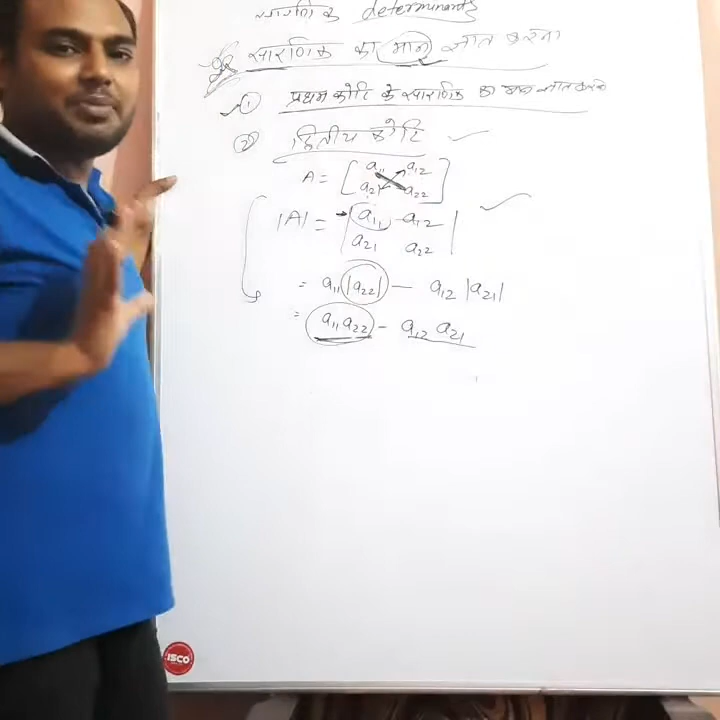 सारणिक determinants
सारणिक का मान ज्ञात करना
① प्रथम कोटि के सारणिक का मान ज्ञात करना
② द्वितीय कोटि
A = [ a₁₁ a₁₂
a₂₁ a₂₂ ]
|A| = | a₁₁ a₁₂
a₂₁ a₂₂ |
= a₁₁ |a₂₂| — a₁₂ |a₂₁|
= a₁₁ a₂₂ - a₁₂ a₂₁
ISCO